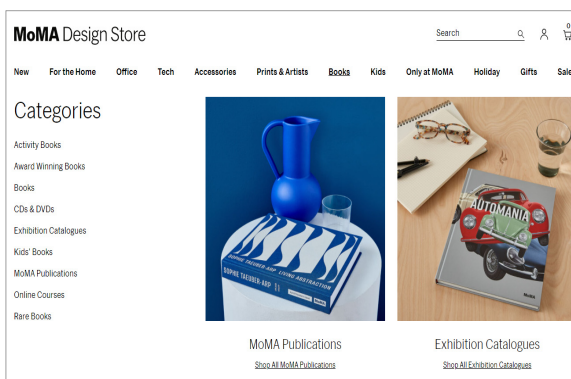 MoMA Design Store
Search
0
New For the Home Office Tech Accessories Prints & Artists Books Kids Only at MoMA Holiday Gifts Sale
Categories
Activity Books
Award Winning Books
Books
CDs & DVDs
Exhibition Catalogues
Kids' Books
MoMA Publications
Online Courses
Rare Books
SOPHIE TAEUBER-ARP LIVING ABSTRACTION
SOPHIE TAEUBER-ARP
AUTOMANIA
MoMA
MoMA Publications
Shop All MoMA Publications
Exhibition Catalogues
Shop All Exhibition Catalogues